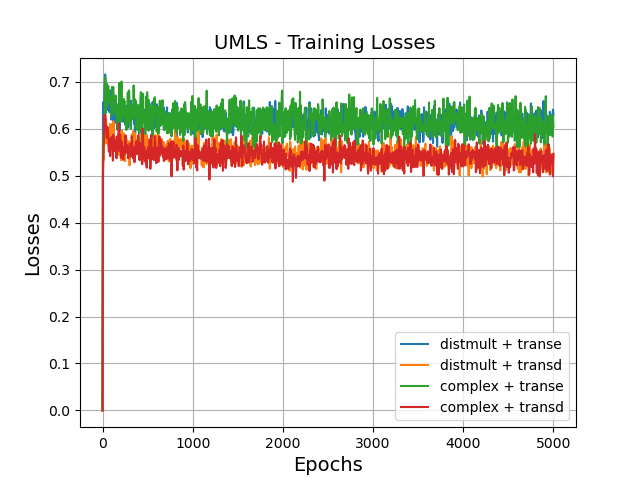 UMLS - Training Losses
Losses
0.7
0.6
0.5
0.4
0.3
0.2
0.1
0.0
distmult + transe
distmult + transd
complex + transe
complex + transd
0 1000 2000 3000 4000 5000
Epochs